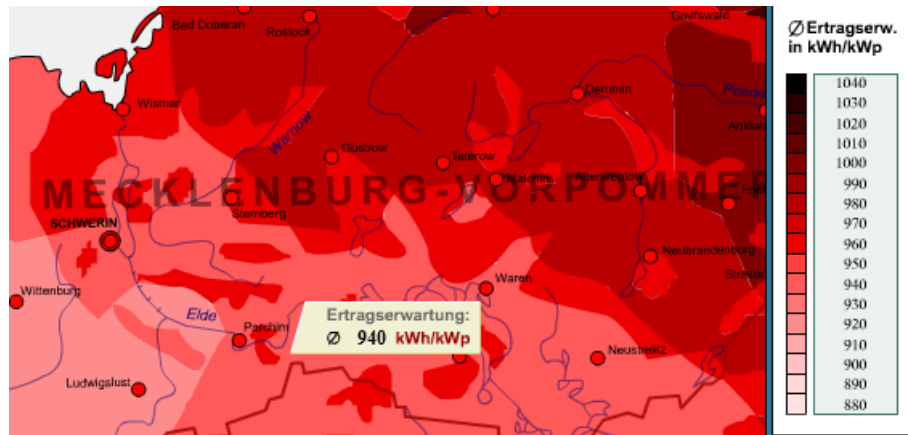 Greifswald
Bad Doberan
Rostock
Ø Ertragserw.
in kWh/kWp
Wismar
Demmin
Peene
Anklam
Warnow
Güstrow
Teterow
Malchin
Altentreptow
MECKLENBURG-VORPOMMER
Sternberg
SCHWERIN
Neubrandenburg
Waren
Wittenburg
Elde
Ertragserwartung:
Ø 940 kWh/kWp
Parchim
Neustrelitz
Ludwigslust
1040
1030
1020
1010
1000
990
980
970
960
950
940
930
920
910
900
890
880